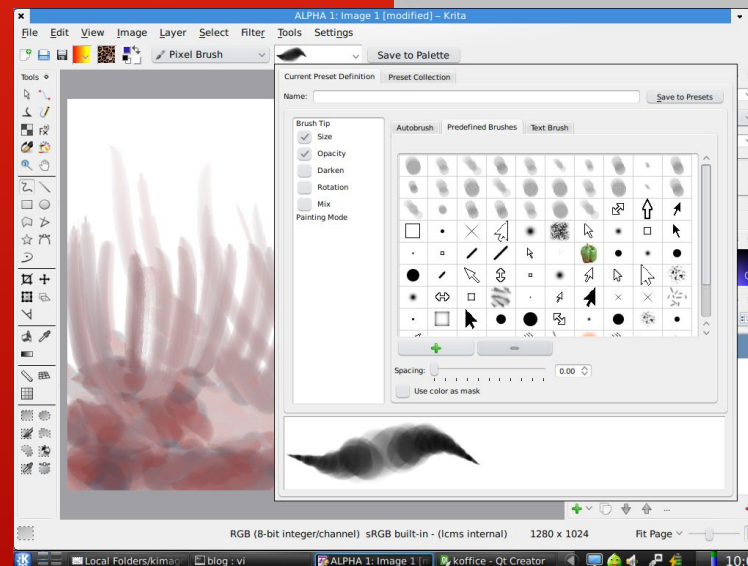 ALPHA 1: Image 1 [modified] – Krita
File Edit View Image Layer Select Filter Tools Settings
Pixel Brush Save to Palette
Tools
Current Preset Definition Preset Collection
Name: Save to Presets
Brush Tip
Size
Opacity
Darken
Rotation
Mix
Painting Mode
Autobrush Predefined Brushes Text Brush
Spacing: 0.00
Use color as mask
RGB (8-bit integer/channel) sRGB built-in - (lcms internal) 1280 x 1024 Fit Page
Local Folders/kimag blog : vi ALPHA 1: Image 1 [m koffice - Qt Creator